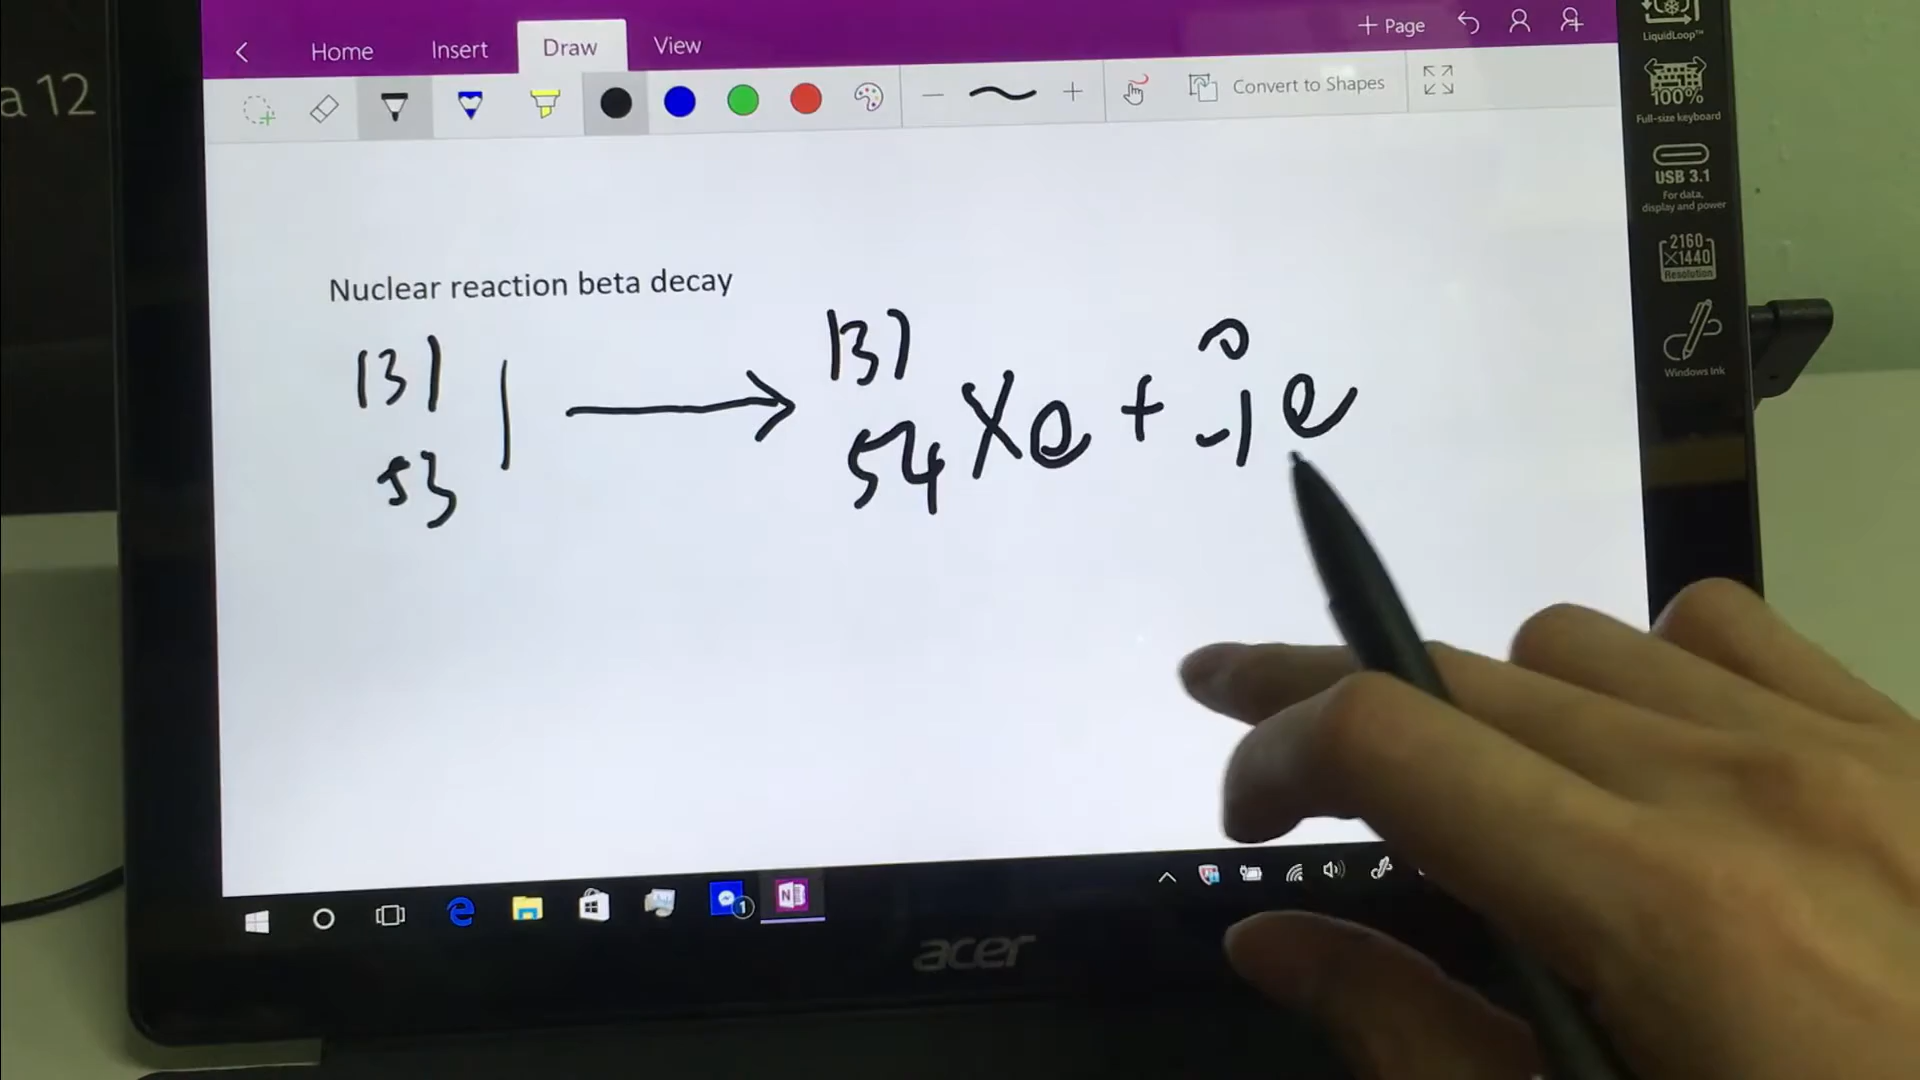 a 12
Home Insert Draw View + Page
Convert to Shapes
Nuclear reaction beta decay
131 131 0
53 I → 54 Xe + -1 e
1
acer
LiquidLoop™
100%
Full-size keyboard
USB 3.1
For data,
display and power
2160
×1440
Resolution
Windows Ink